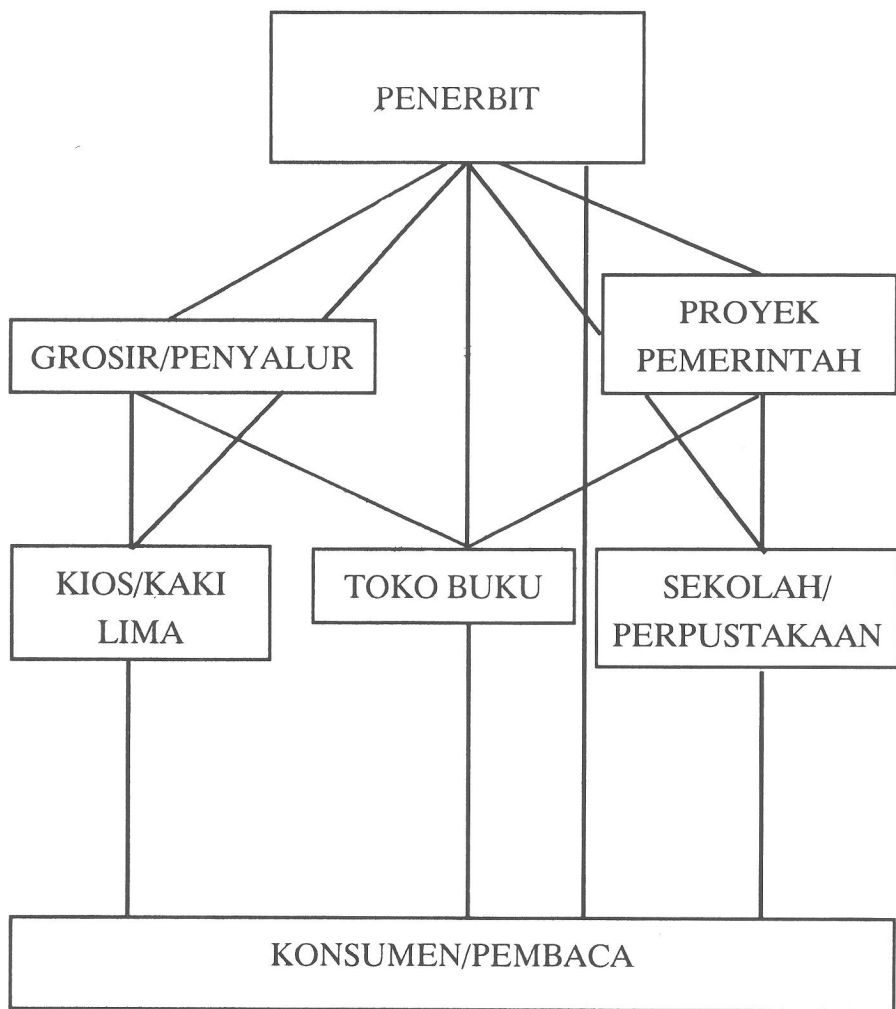 PENERBIT
PROYEK
PEMERINTAH
GROSIR/PENYALUR
KIOS/KAKI
LIMA
TOKO BUKU
SEKOLAH/
PERPUSTAKAAN
KONSUMEN/PEMBACA